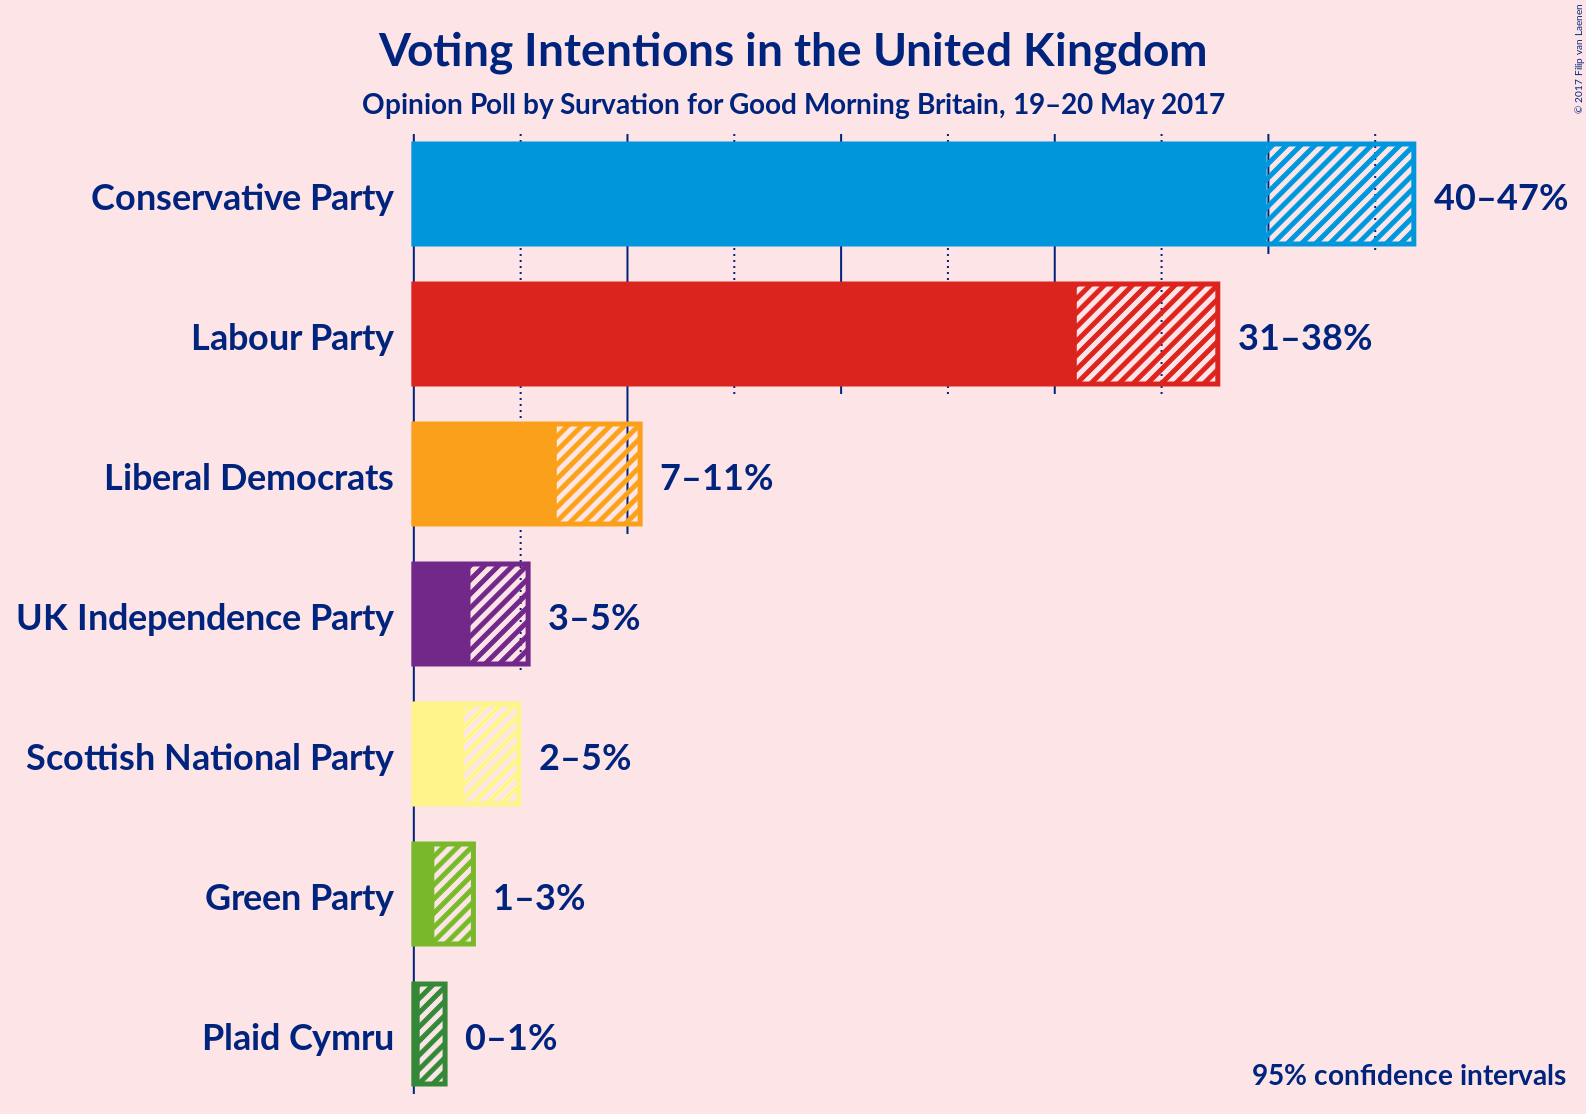 Voting Intentions in the United Kingdom
Opinion Poll by Survation for Good Morning Britain, 19–20 May 2017
© 2017 Filip van Laenen
Conservative Party 40–47%
Labour Party 31–38%
Liberal Democrats 7–11%
UK Independence Party 3–5%
Scottish National Party 2–5%
Green Party 1–3%
Plaid Cymru 0–1%
95% confidence intervals